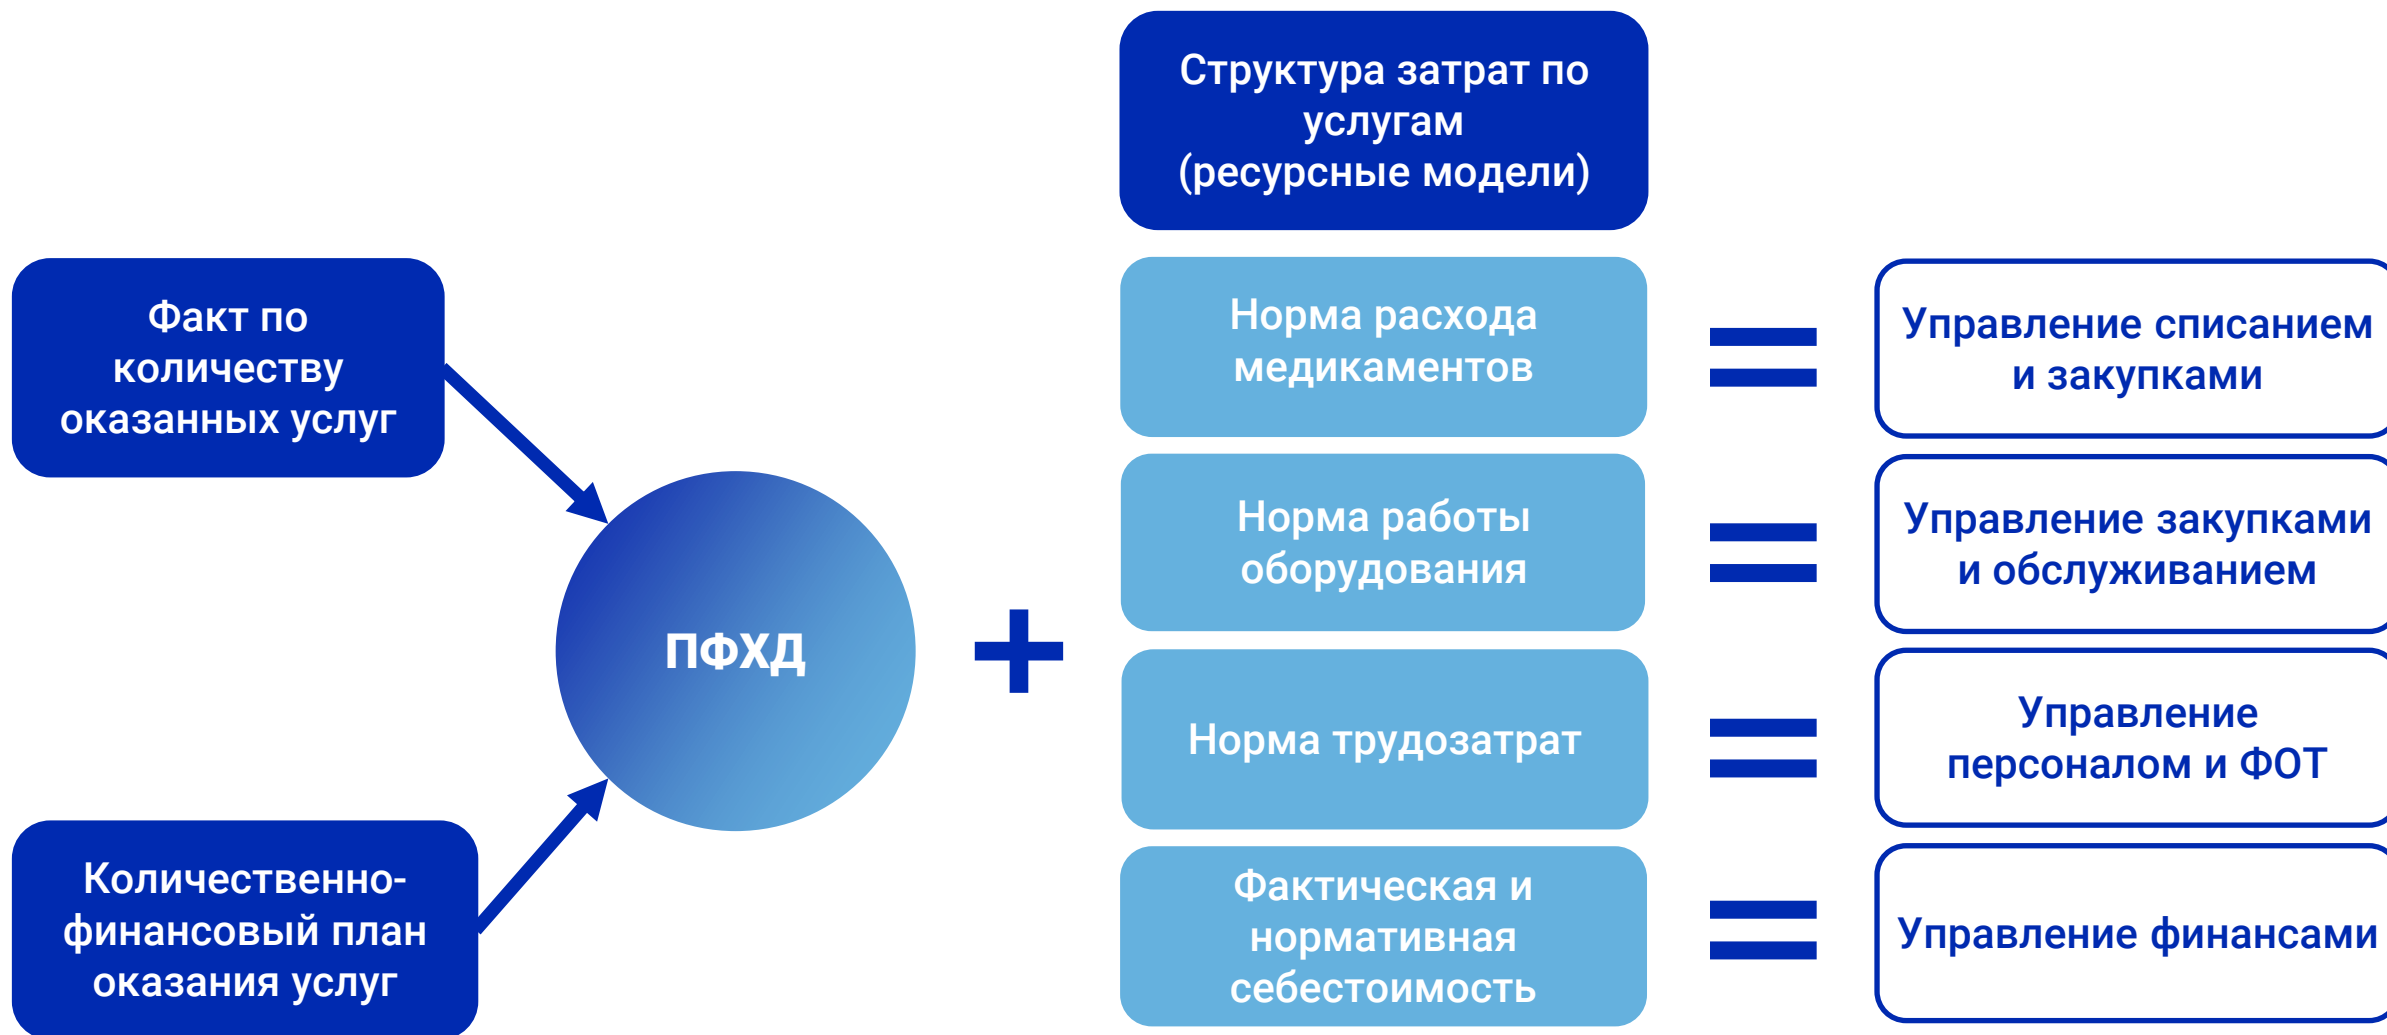 Структура затрат по
услугам
(ресурсные модели)
Факт по
количеству
оказанных услуг
Количественно-
финансовый план
оказания услуг
ПФХД
+
Норма расхода
медикаментов
=
Управление списанием
и закупками
Норма работы
оборудования
=
Управление закупками
и обслуживанием
Норма трудозатрат
=
Управление
персоналом и ФОТ
Фактическая и
нормативная
себестоимость
=
Управление финансами